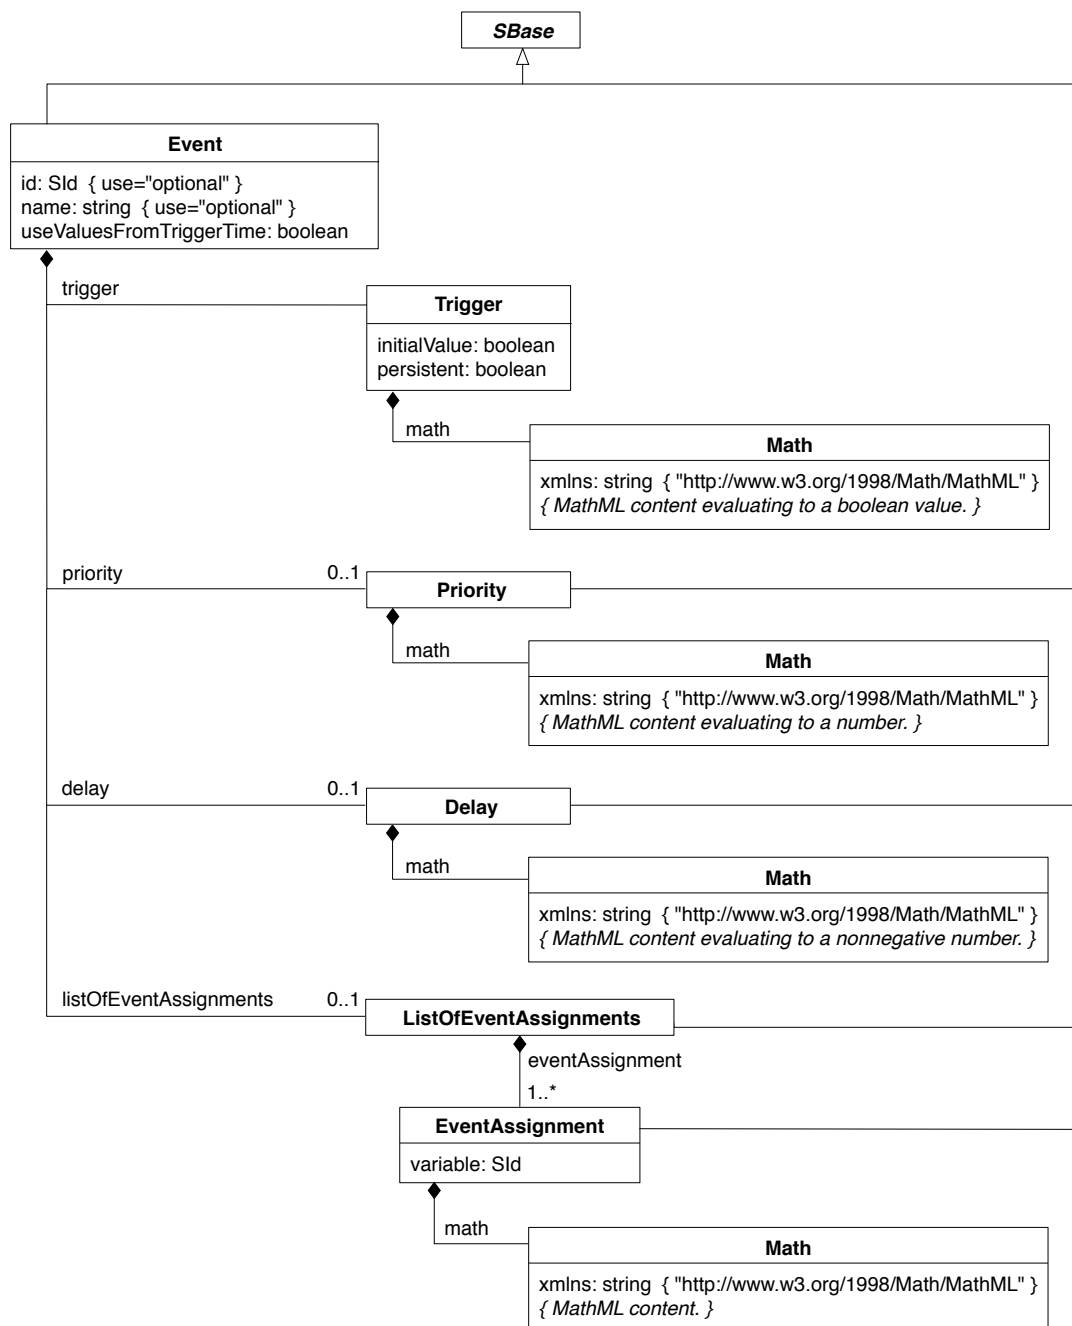 SBase
Event
id: SId { use="optional" }
name: string { use="optional" }
useValuesFromTriggerTime: boolean
trigger
Trigger
initialValue: boolean
persistent: boolean
math
Math
xmlns: string { "http://www.w3.org/1998/Math/MathML" }
{ MathML content evaluating to a boolean value. }
priority 0..1
Priority
math
Math
xmlns: string { "http://www.w3.org/1998/Math/MathML" }
{ MathML content evaluating to a number. }
delay 0..1
Delay
math
Math
xmlns: string { "http://www.w3.org/1998/Math/MathML" }
{ MathML content evaluating to a nonnegative number. }
listOfEventAssignments 0..1
ListOfEventAssignments
eventAssignment
1..*
EventAssignment
variable: SId
math
Math
xmlns: string { "http://www.w3.org/1998/Math/MathML" }
{ MathML content. }